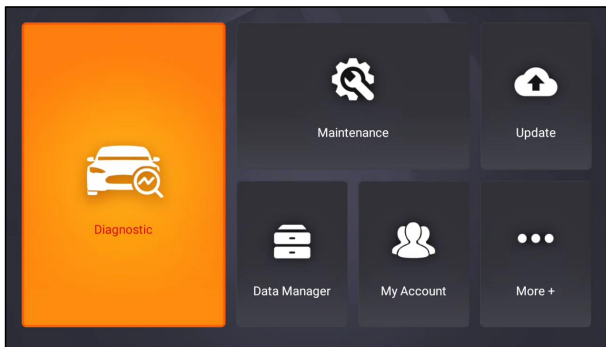 Maintenance
Update
Diagnostic
Data Manager
My Account
More +